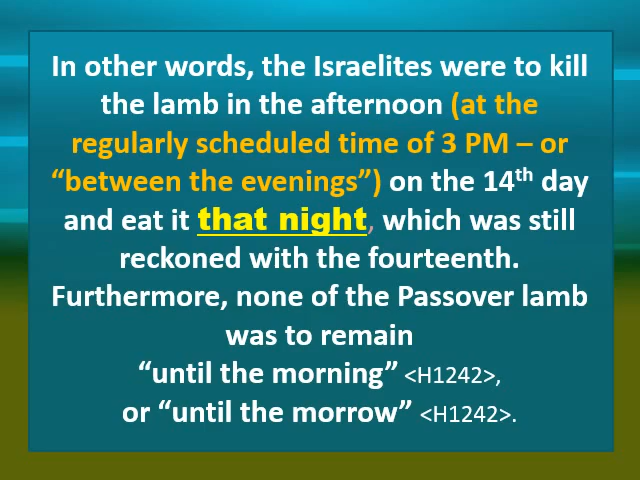 In other words, the Israelites were to kill
the lamb in the afternoon (at the
regularly scheduled time of 3 PM – or
“between the evenings”) on the 14th day
and eat it that night, which was still
reckoned with the fourteenth.
Furthermore, none of the Passover lamb
was to remain
“until the morning” <H1242>,
or “until the morrow” <H1242>.